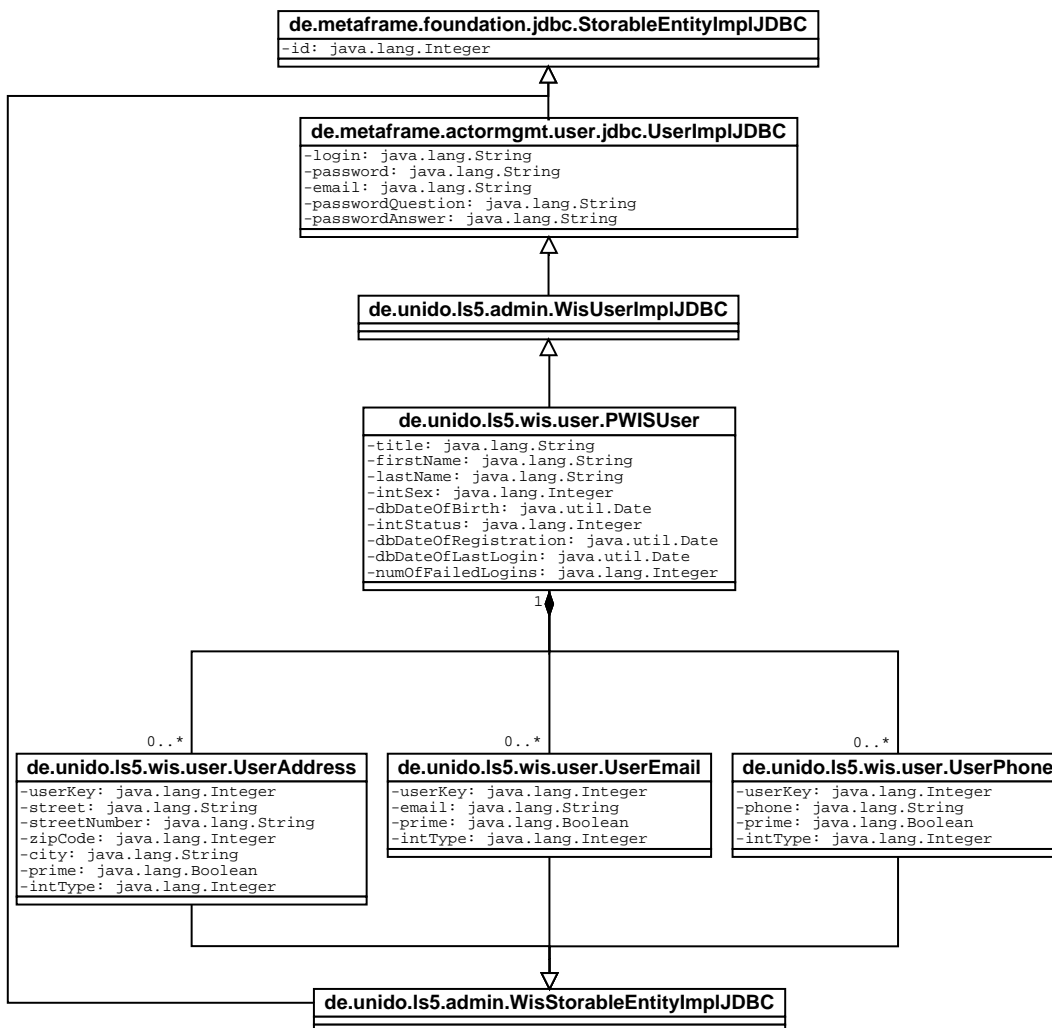 de.metaframe.foundation.jdbc.StorableEntityImplJDBC
-id: java.lang.Integer
de.metaframe.actormgmt.user.jdbc.UserImplJDBC
-login: java.lang.String
-password: java.lang.String
-email: java.lang.String
-passwordQuestion: java.lang.String
-passwordAnswer: java.lang.String
de.unido.ls5.admin.WisUserImplJDBC
de.unido.ls5.wis.user.PWISUser
-title: java.lang.String
-firstName: java.lang.String
-lastName: java.lang.String
-intSex: java.lang.Integer
-dbDateOfBirth: java.util.Date
-intStatus: java.lang.Integer
-dbDateOfRegistration: java.util.Date
-dbDateOfLastLogin: java.util.Date
-numOfFailedLogins: java.lang.Integer
1
0..*
de.unido.ls5.wis.user.UserAddress
-userKey: java.lang.Integer
-street: java.lang.String
-streetNumber: java.lang.String
-zipCode: java.lang.Integer
-city: java.lang.String
-prime: java.lang.Boolean
-intType: java.lang.Integer
0..*
de.unido.ls5.wis.user.UserEmail
-userKey: java.lang.Integer
-email: java.lang.String
-prime: java.lang.Boolean
-intType: java.lang.Integer
0..*
de.unido.ls5.wis.user.UserPhone
-userKey: java.lang.Integer
-phone: java.lang.String
-prime: java.lang.Boolean
-intType: java.lang.Integer
de.unido.ls5.admin.WisStorableEntityImplJDBC